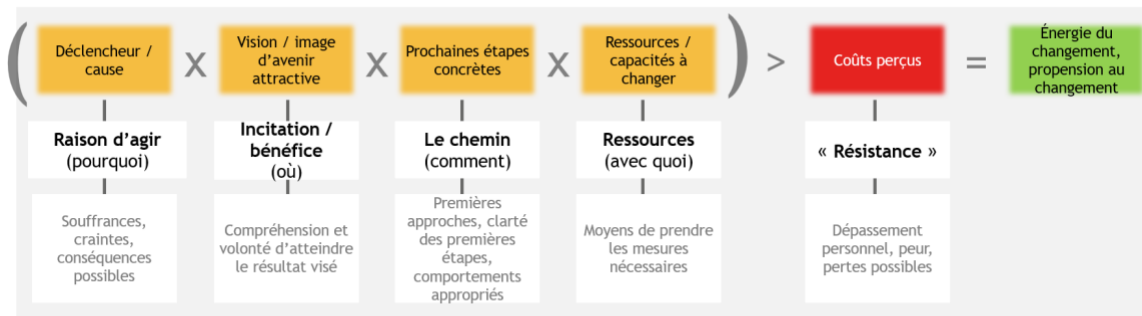 (
Déclencheur /
cause
x
Vision / image
d’avenir
attractive
x
Prochaines étapes
concrètes
x
Ressources /
capacités à
changer
)
>
Coûts perçus
=
Énergie du
changement,
propension au
changement
Raison d’agir
(pourquoi)
Incitation /
bénéfice
(où)
Le chemin
(comment)
Ressources
(avec quoi)
« Résistance »
Souffrances,
craintes,
conséquences
possibles
Compréhension et
volonté d’atteindre
le résultat visé
Premières
approches, clarté
des premières
étapes,
comportements
appropriés
Moyens de prendre
les mesures
nécessaires
Dépassement
personnel, peur,
pertes possibles